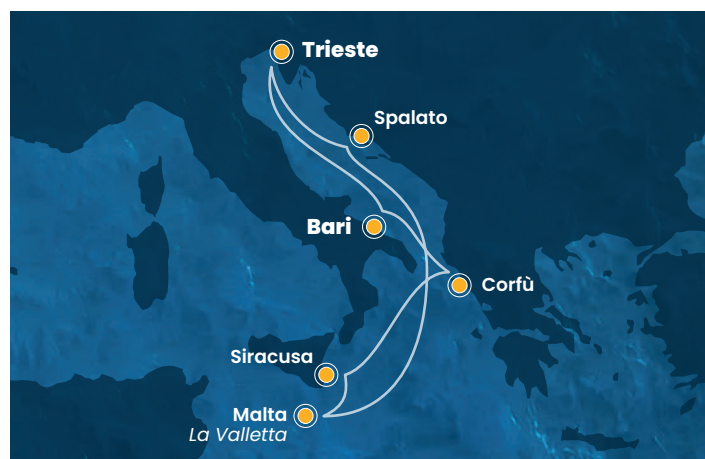 Trieste
Spalato
Bari
Corfù
Siracusa
Malta
La Valletta